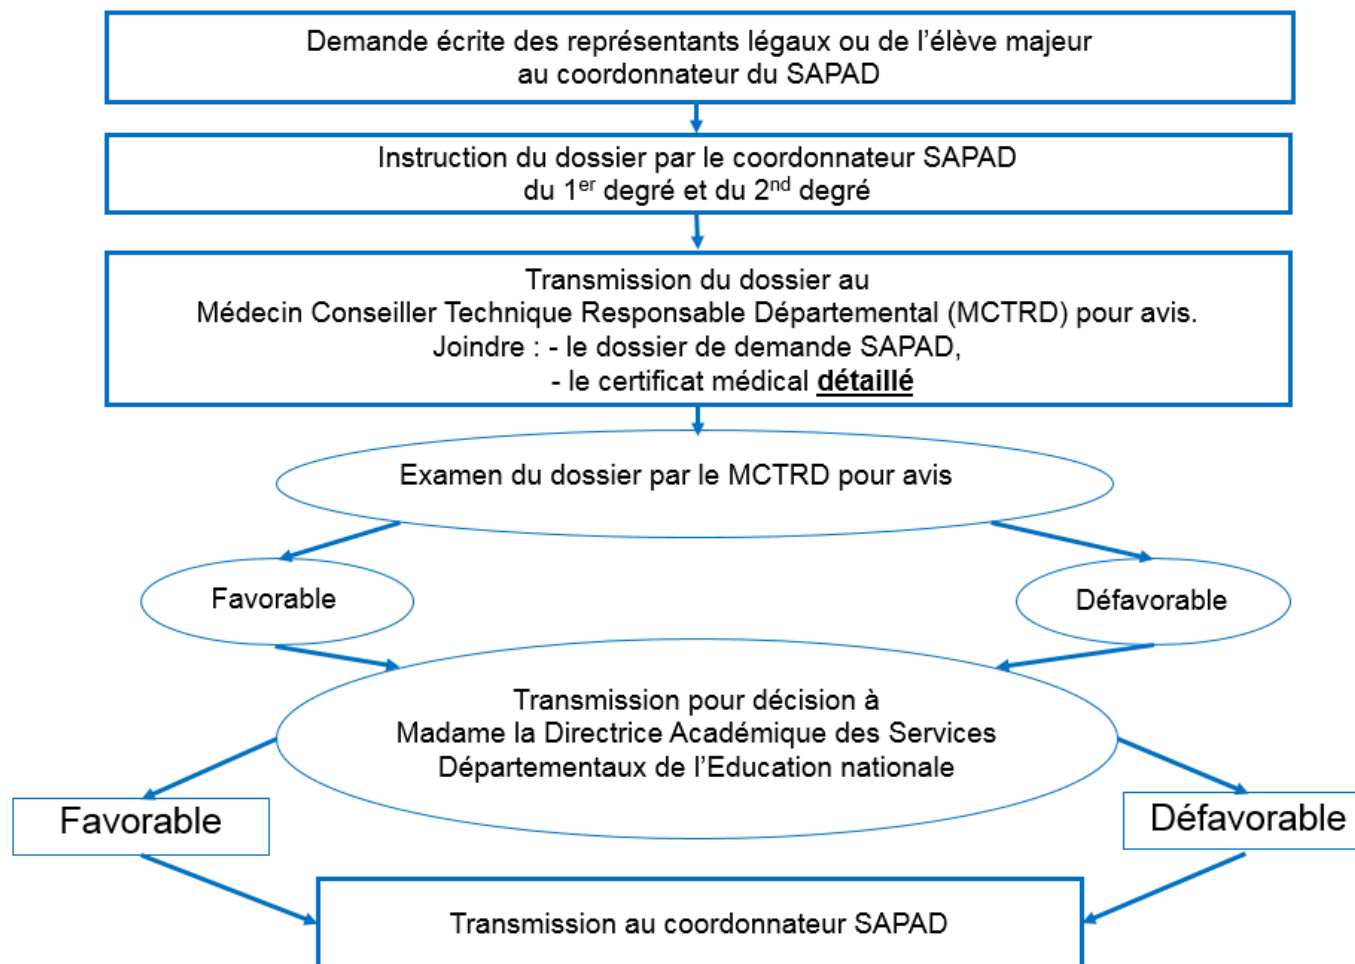 Demande écrite des représentants légaux ou de l’élève majeur
au coordonnateur du SAPAD
Instruction du dossier par le coordonnateur SAPAD
du 1er degré et du 2nd degré
Transmission du dossier au
Médecin Conseiller Technique Responsable Départemental (MCTRD) pour avis.
Joindre : - le dossier de demande SAPAD,
- le certificat médical détaillé
Examen du dossier par le MCTRD pour avis
Favorable
Défavorable
Transmission pour décision à
Madame la Directrice Académique des Services
Départementaux de l’Education nationale
Favorable
Défavorable
Transmission au coordonnateur SAPAD